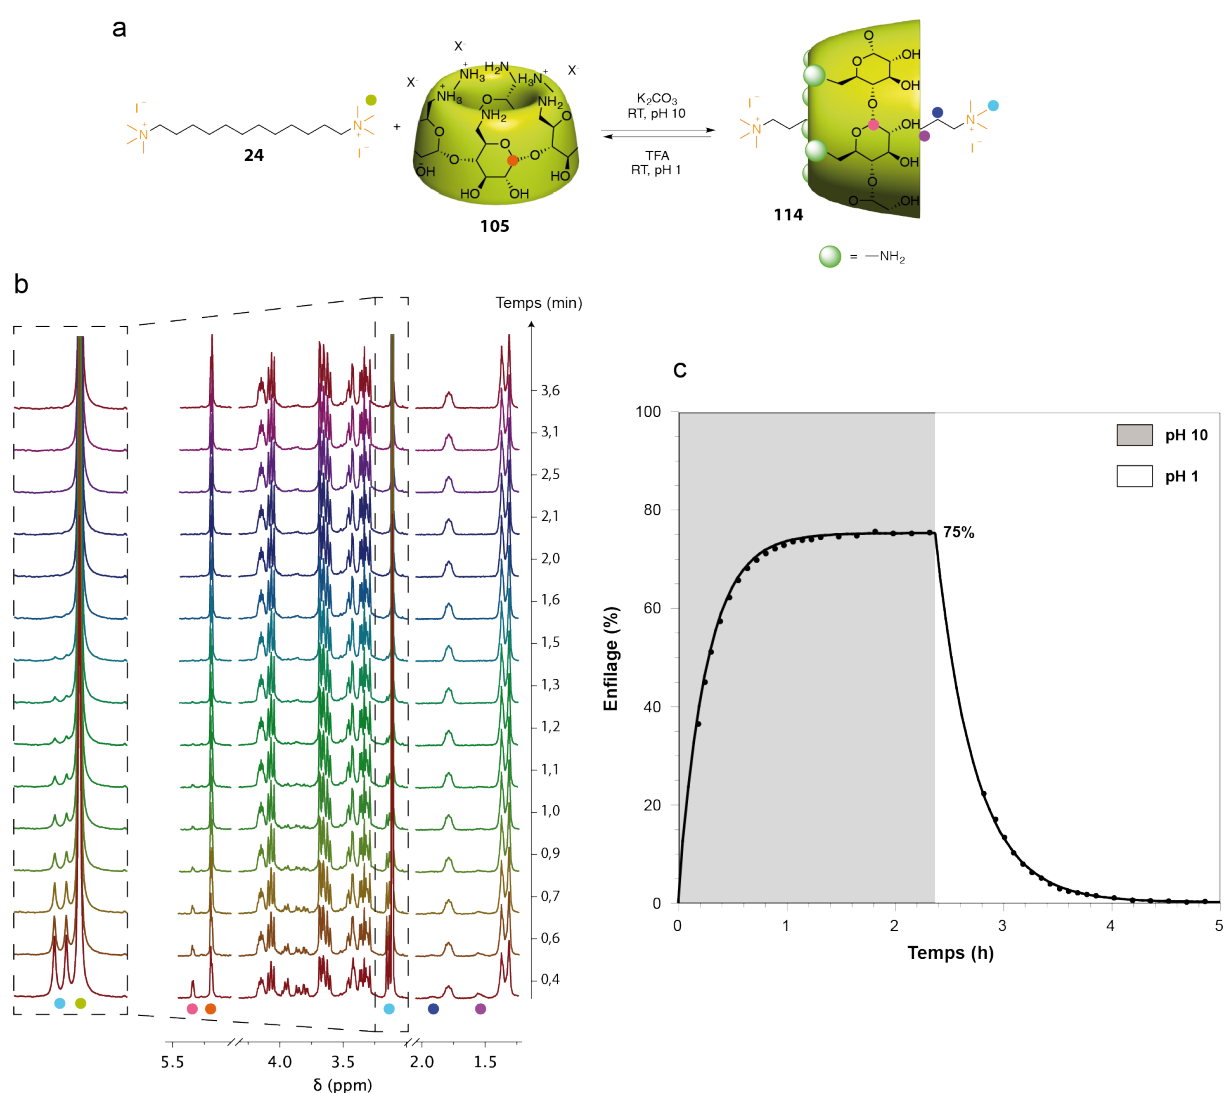 a
I⁻
N⁺
24
N⁺
I⁻
+
X⁻
X⁻
X⁻
H₂N
NH₃⁺
H₃N⁺
NH₃⁺
NH₂
NH₂
O
O
O
O
O
O
OH
HO
HO
OH
105
K₂CO₃
RT, pH 10
TFA
RT, pH 1
I⁻
N⁺
O
O
OH
OH
O
O
OH
OH
O
O
OH
N⁺
I⁻
114
= —NH₂
b
Temps (min)
3,6
3,1
2,5
2,1
2,0
1,6
1,5
1,3
1,2
1,1
1,0
0,9
0,7
0,6
0,4
5.5
4.0
3.5
2.0
1.5
δ (ppm)
c
100
80
60
40
20
0
Enfilage (%)
pH 10
pH 1
75%
0
1
2
3
4
5
Temps (h)